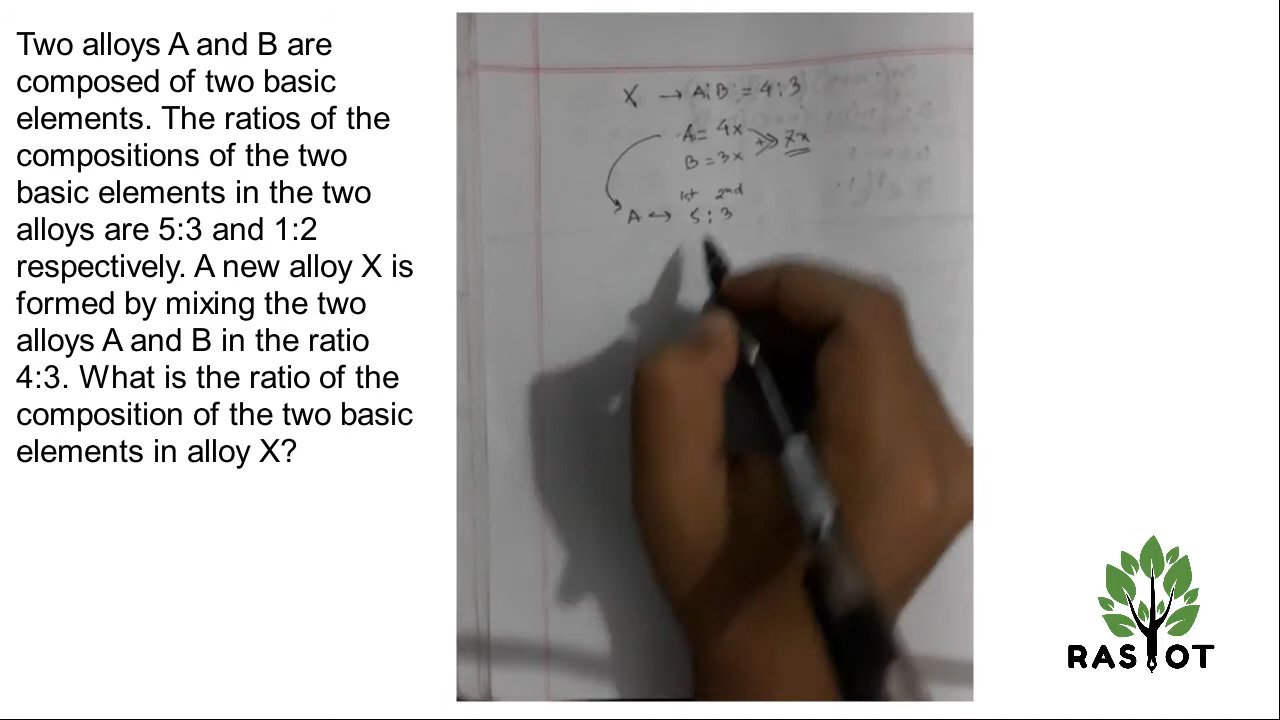 Two alloys A and B are
composed of two basic
elements. The ratios of the
compositions of the two
basic elements in the two
alloys are 5:3 and 1:2
respectively. A new alloy X is
formed by mixing the two
alloys A and B in the ratio
4:3. What is the ratio of the
composition of the two basic
elements in alloy X?
X → A:B = 4:3
A = 4x
7x
B = 3x
1st 2nd
A ↔ 5:3
RASOT